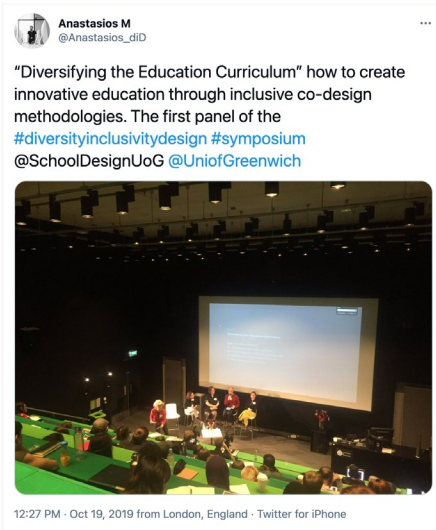 Anastasios M
@Anastasios_diD
“Diversifying the Education Curriculum” how to create
innovative education through inclusive co-design
methodologies. The first panel of the
#diversityinclusivitydesign #symposium
@SchoolDesignUoG @UniofGreenwich
12:27 PM · Oct 19, 2019 from London, England · Twitter for iPhone